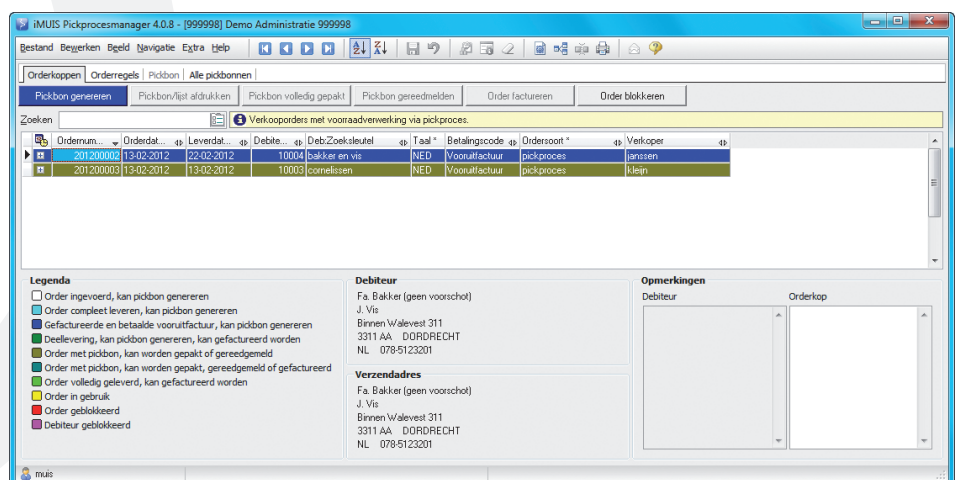 iMUIS Pickprocesmanager 4.0.8 - [999998] Demo Administratie 999998
Bestand Bewerken Beeld Navigatie Extra Help
Orderkoppen Orderregels Pickbon Alle pickbonnen
Pickbon genereren Pickbon/lijst afdrukken Pickbon volledig gepakt Pickbon gereedmelden Order factureren Order blokkeren
Zoeken Verkooporders met voorraadverwerking via pickproces.
Ordernum... Orderdat... Leverdat... Debite... Deb:Zoeksleutel Taal * Betalingscode Ordersoort * Verkoper
201200002 13-02-2012 22-02-2012 10004 bakker en vis NED Vooruitfactuur pickproces janssen
201200003 13-02-2012 13-02-2012 10003 cornelissen NED Vooruitfactuur pickproces kleijn
Legenda
Order ingevoerd, kan pickbon genereren
Order compleet leveren, kan pickbon genereren
Gefactureerde en betaalde vooruitfactuur, kan pickbon genereren
Deellevering, kan pickbon genereren, kan gefactureerd worden
Order met pickbon, kan worden gepakt of gereedgemeld
Order met pickbon, kan worden gepakt, gereedgemeld of gefactureerd
Order volledig geleverd, kan gefactureerd worden
Order in gebruik
Order geblokkeerd
Debiteur geblokkeerd
Debiteur
Fa. Bakker (geen voorschot)
J. Vis
Binnen Walevest 311
3311 AA DORDRECHT
NL 078-5123201
Verzendadres
Fa. Bakker (geen voorschot)
J. Vis
Binnen Walevest 311
3311 AA DORDRECHT
NL 078-5123201
Opmerkingen
Debiteur Orderkop
muis